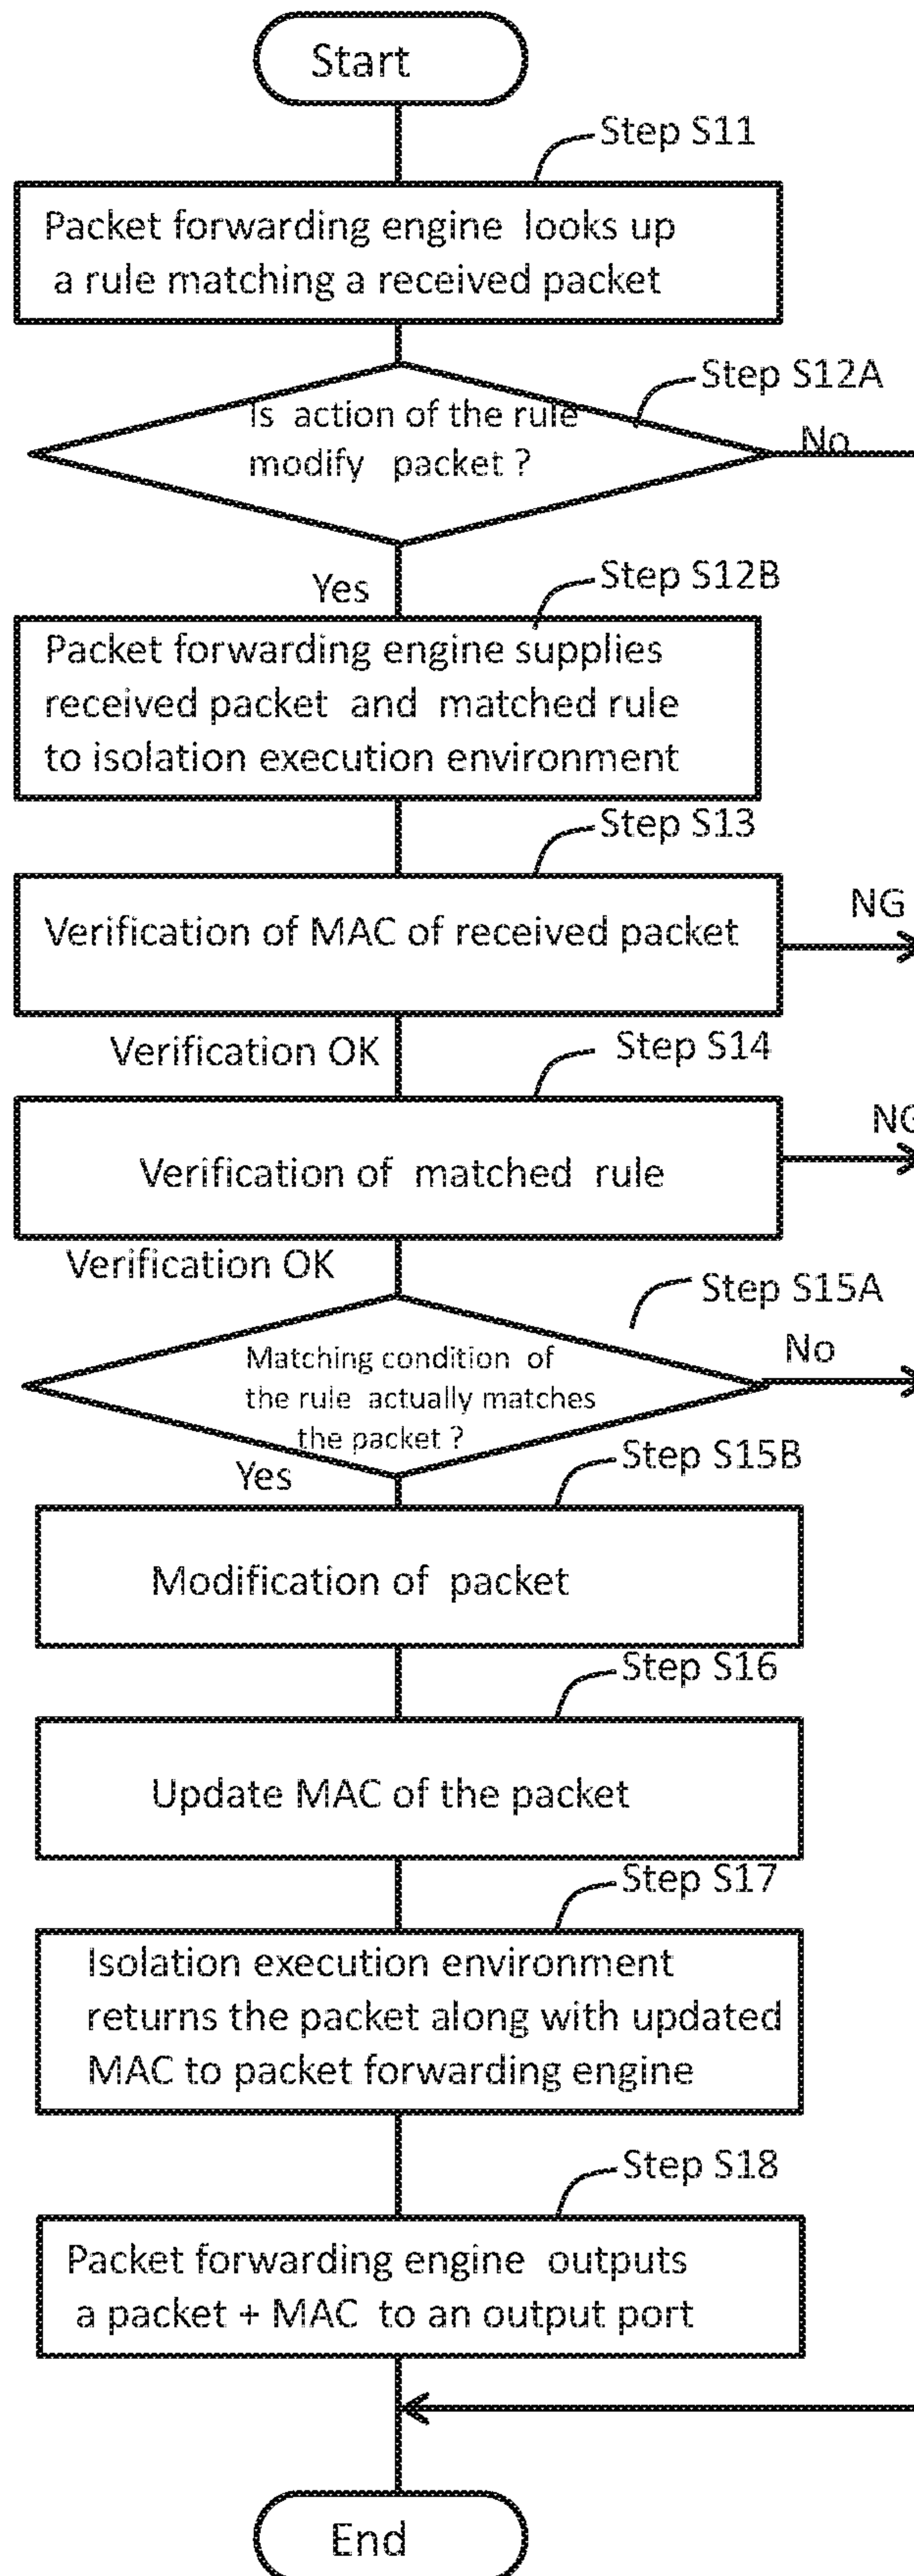 Start
Step S11
Packet forwarding engine looks up
a rule matching a received packet
Step S12A
Is action of the rule
modify packet ?
No
Yes
Step S12B
Packet forwarding engine supplies
received packet and matched rule
to isolation execution environment
Step S13
Verification of MAC of received packet
NG
Verification OK
Step S14
NG
Verification of matched rule
Verification OK
Step S15A
No
Matching condition of
the rule actually matches
the packet ?
Yes
Step S15B
Modification of packet
Step S16
Update MAC of the packet
Step S17
Isolation execution environment
returns the packet along with updated
MAC to packet forwarding engine
Step S18
Packet forwarding engine outputs
a packet + MAC to an output port
End